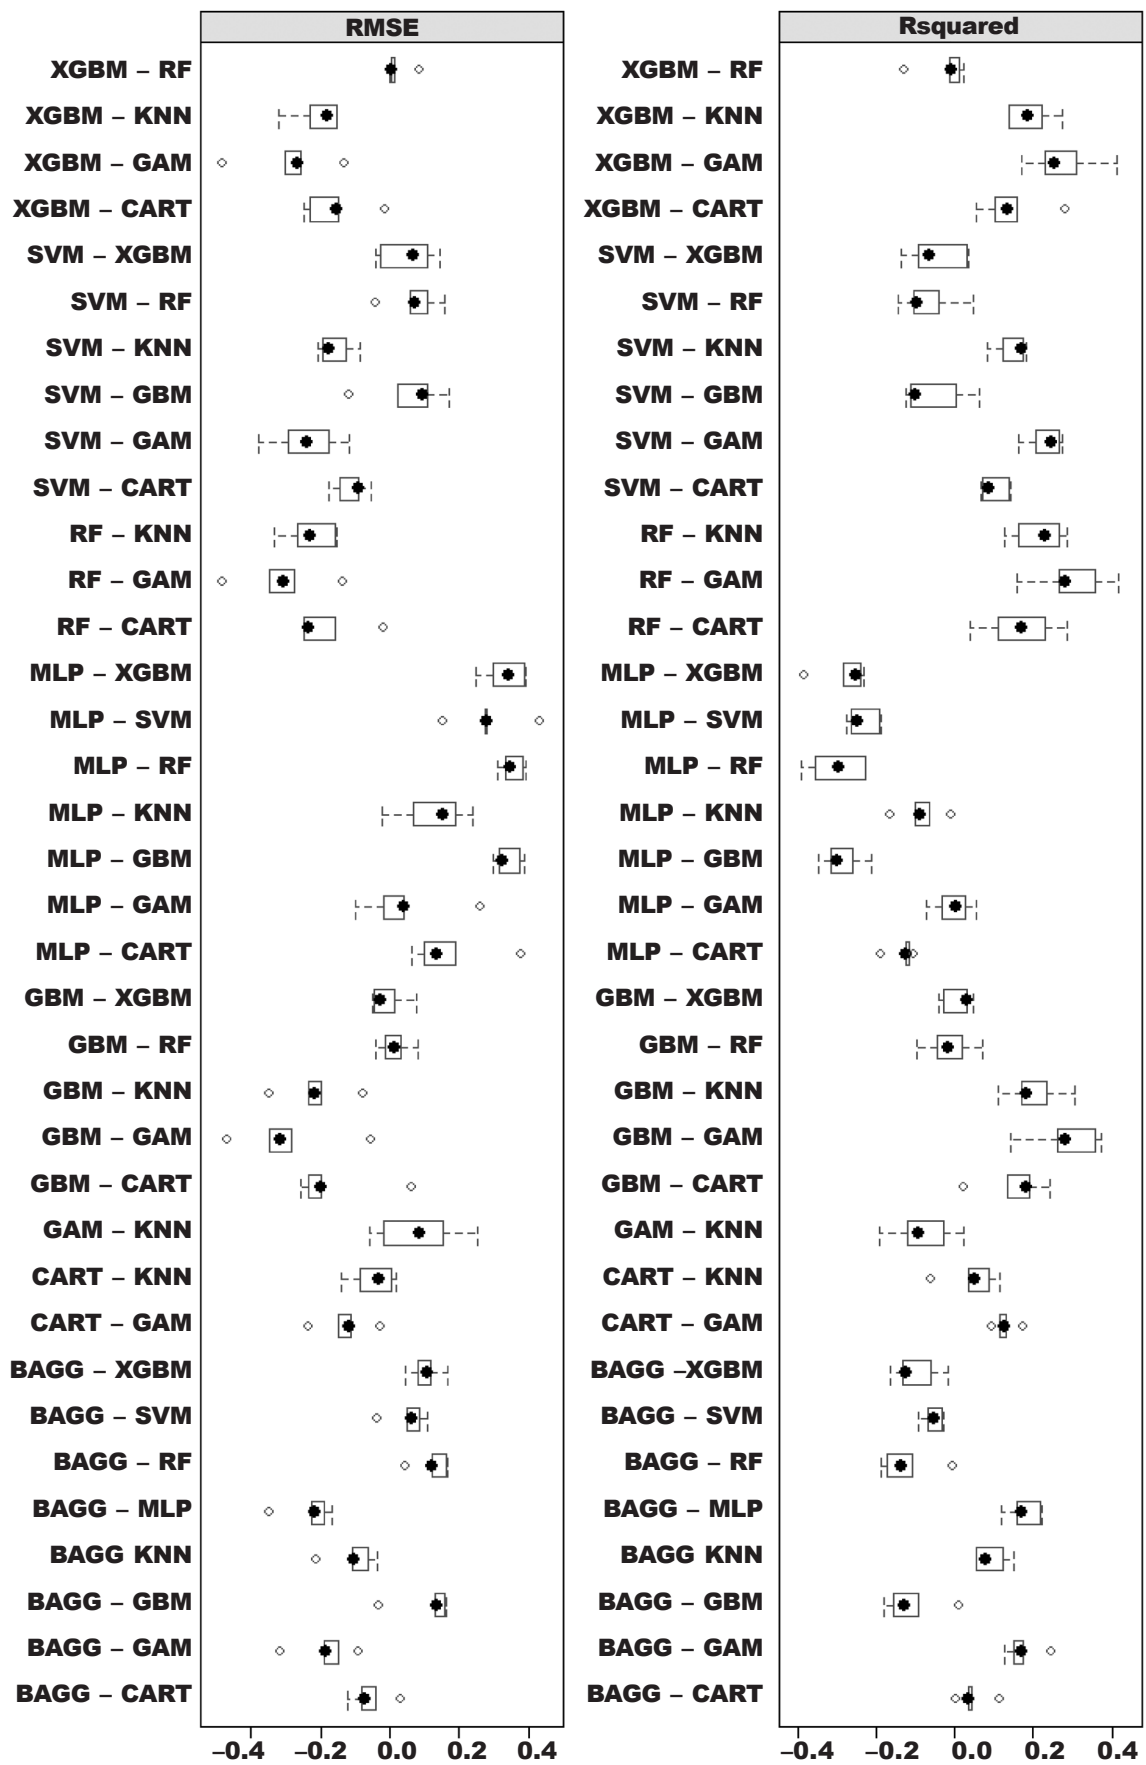 RMSE
XGBM – RF
XGBM – KNN
XGBM – GAM
XGBM – CART
SVM – XGBM
SVM – RF
SVM – KNN
SVM – GBM
SVM – GAM
SVM – CART
RF – KNN
RF – GAM
RF – CART
MLP – XGBM
MLP – SVM
MLP – RF
MLP – KNN
MLP – GBM
MLP – GAM
MLP – CART
GBM – XGBM
GBM – RF
GBM – KNN
GBM – GAM
GBM – CART
GAM – KNN
CART – KNN
CART – GAM
BAGG – XGBM
BAGG – SVM
BAGG – RF
BAGG – MLP
BAGG KNN
BAGG – GBM
BAGG – GAM
BAGG – CART
–0.4 –0.2 0.0 0.2 0.4
Rsquared
XGBM – RF
XGBM – KNN
XGBM – GAM
XGBM – CART
SVM – XGBM
SVM – RF
SVM – KNN
SVM – GBM
SVM – GAM
SVM – CART
RF – KNN
RF – GAM
RF – CART
MLP – XGBM
MLP – SVM
MLP – RF
MLP – KNN
MLP – GBM
MLP – GAM
MLP – CART
GBM – XGBM
GBM – RF
GBM – KNN
GBM – GAM
GBM – CART
GAM – KNN
CART – KNN
CART – GAM
BAGG –XGBM
BAGG – SVM
BAGG – RF
BAGG – MLP
BAGG KNN
BAGG – GBM
BAGG – GAM
BAGG – CART
–0.4 –0.2 0.0 0.2 0.4